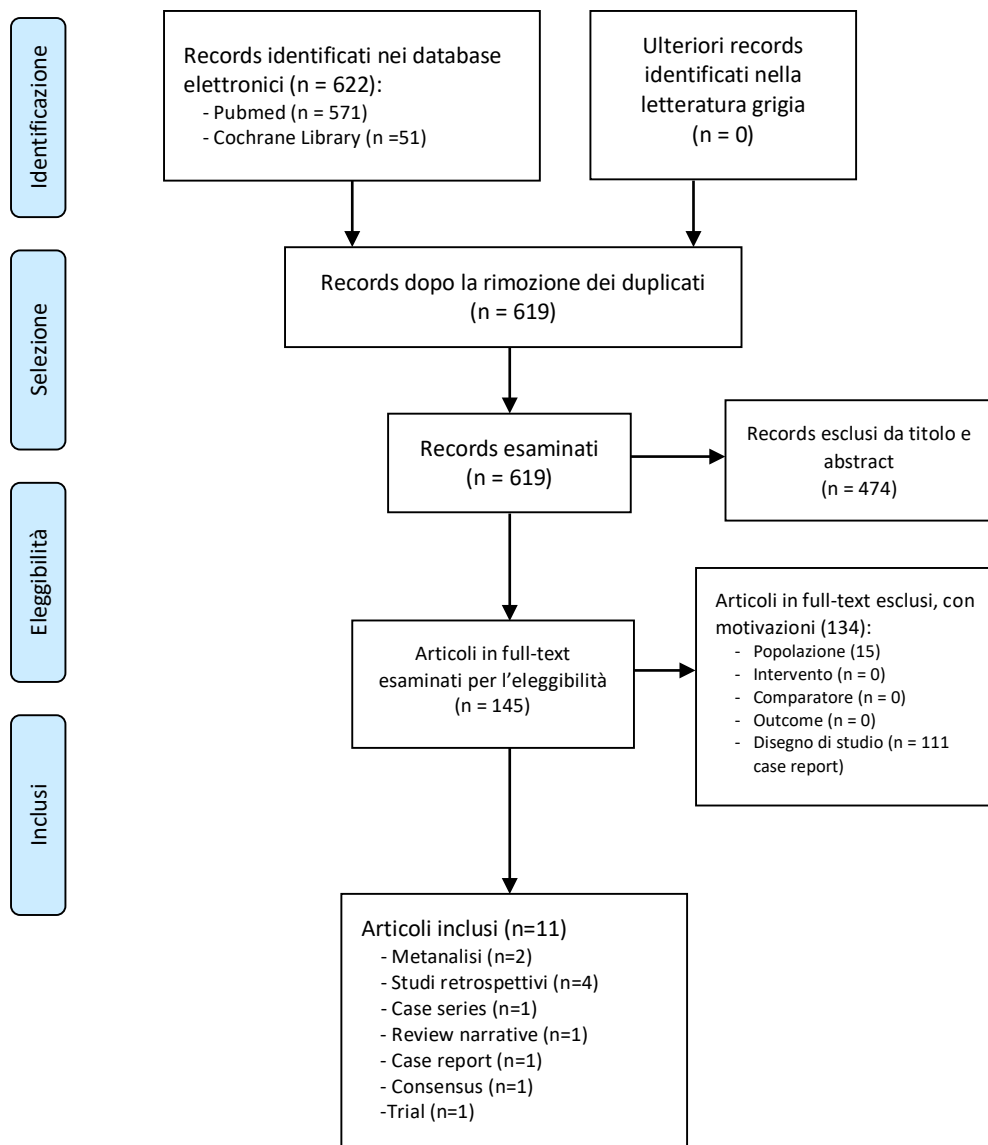 Identificazione
Records identificati nei database
elettronici (n = 622):
- Pubmed (n = 571)
- Cochrane Library (n =51)
Ulteriori records
identificati nella
letteratura grigia
(n = 0)
Selezione
Records dopo la rimozione dei duplicati
(n = 619)
Records esaminati
(n = 619)
Records esclusi da titolo e
abstract
(n = 474)
Eleggibilità
Articoli in full-text
esaminati per l'eleggibilità
(n = 145)
Articoli in full-text esclusi, con
motivazioni (134):
- Popolazione (15)
- Intervento (n = 0)
- Comparatore (n = 0)
- Outcome (n = 0)
- Disegno di studio (n = 111
case report)
Inclusi
Articoli inclusi (n=11)
- Metanalisi (n=2)
- Studi retrospettivi (n=4)
- Case series (n=1)
- Review narrative (n=1)
- Case report (n=1)
- Consensus (n=1)
-Trial (n=1)